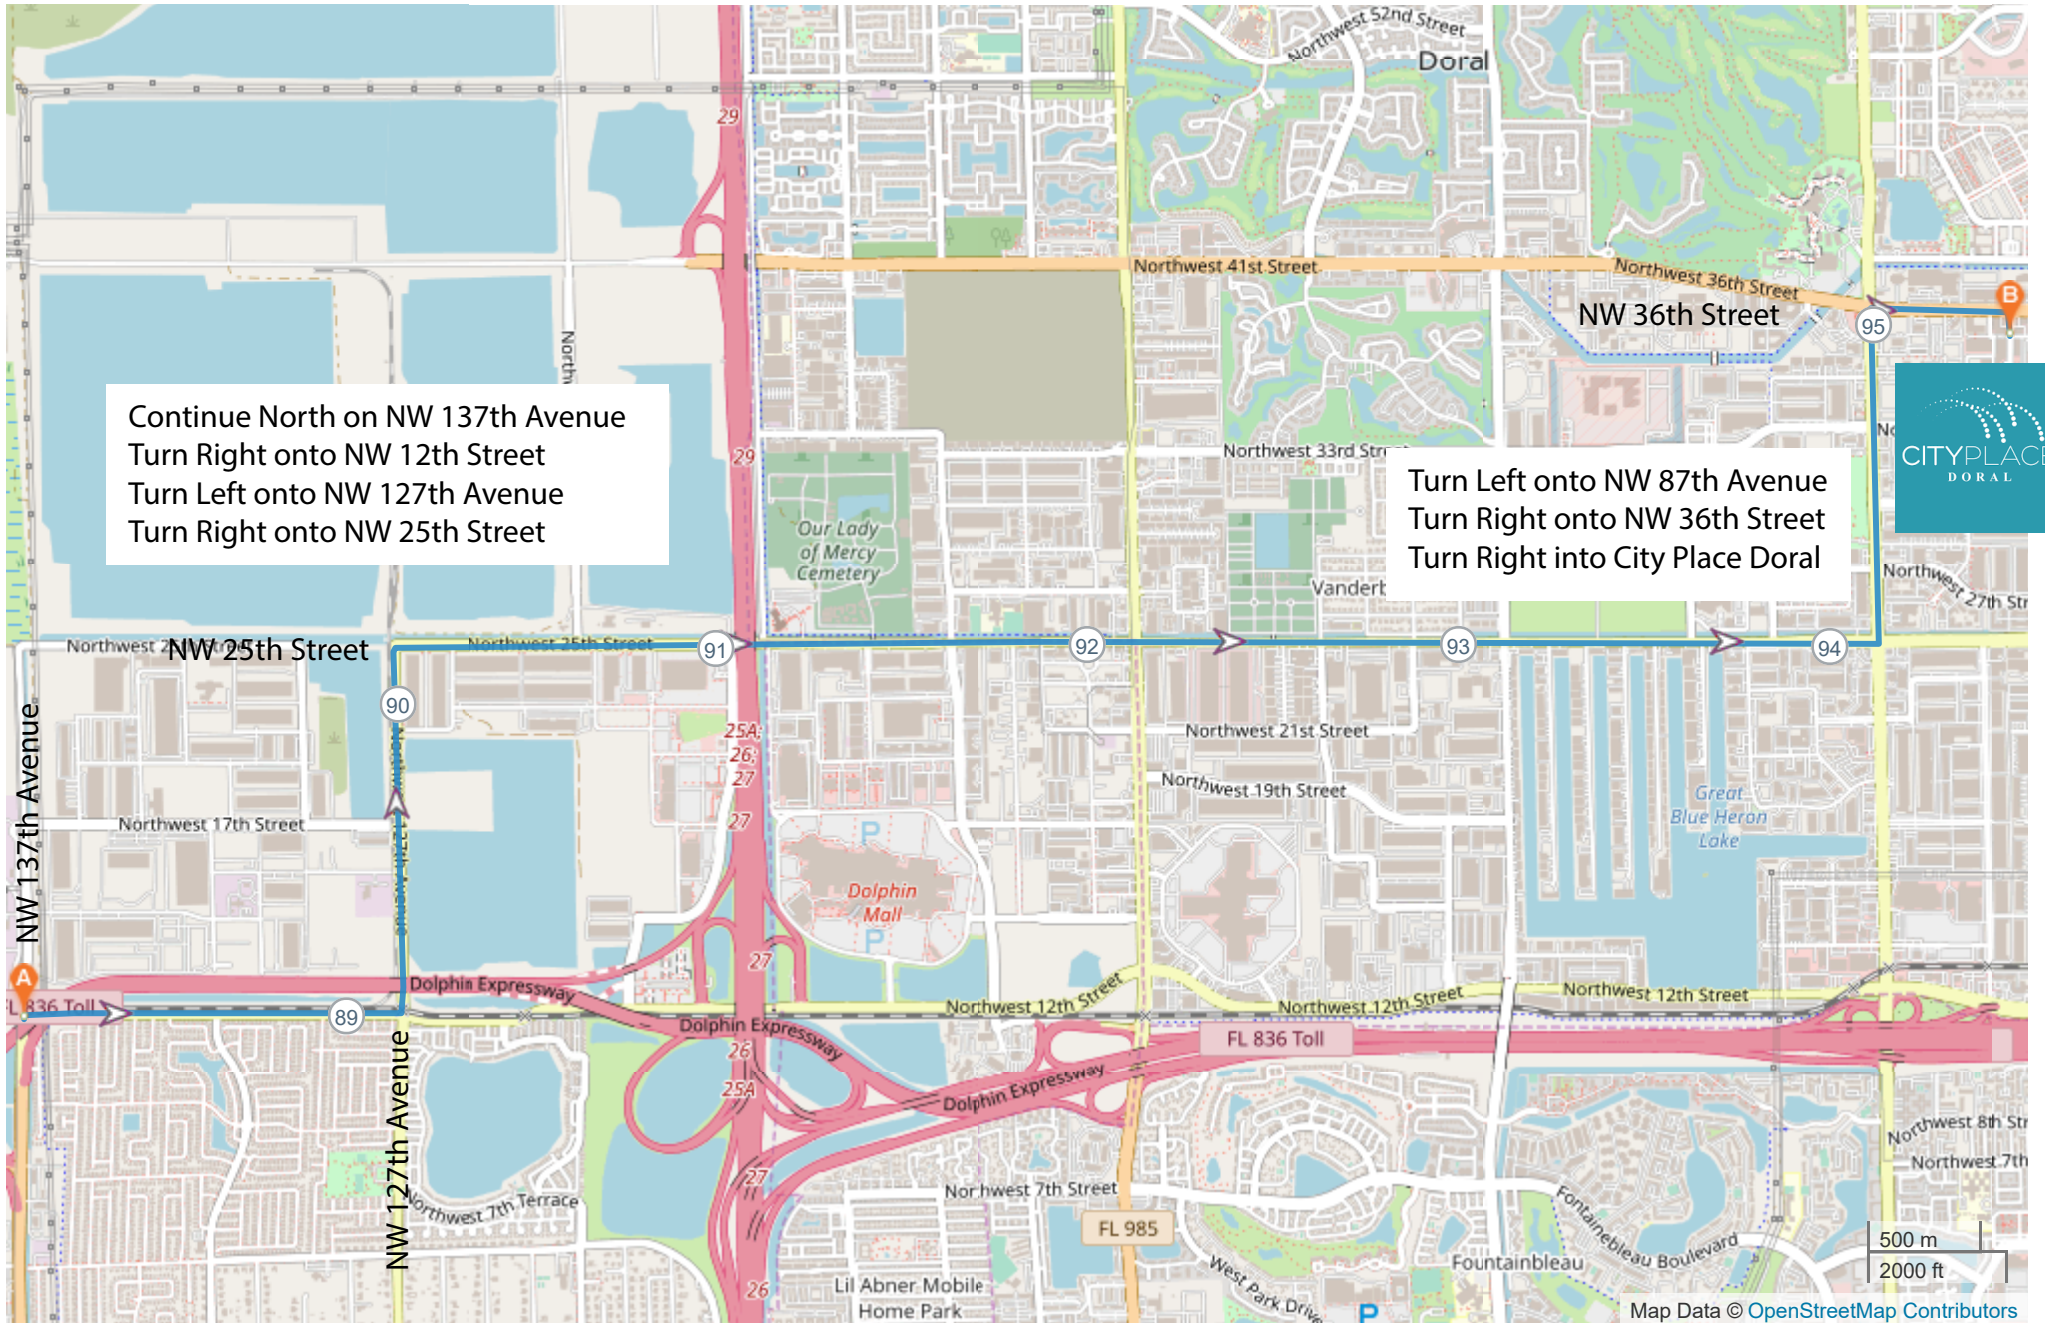 Northwest 52nd Street
Doral
29
Northwest 41st Street
Northwest 36th Street
NW 36th Street
B
95
Continue North on NW 137th Avenue
Turn Right onto NW 12th Street
Turn Left onto NW 127th Avenue
Turn Right onto NW 25th Street
29
Northwest 33rd Street
CITYPLACE
DORAL
Turn Left onto NW 87th Avenue
Turn Right onto NW 36th Street
Turn Right into City Place Doral
Our Lady
of Mercy
Cemetery
Vanderb
Northwest 27th Str
NW 25th Street
Northwest 25th Street
91
92
93
94
90
NW 137th Avenue
25A;
26;
27
Northwest 21st Street
Northwest 19th Street
Great
Blue Heron
Lake
Northwest 17th Street
27
P
Dolphin
Mall
P
27
A
FL 836 Toll
89
Dolphin Expressway
Northwest 12th Street
Northwest 12th Street
Northwest 12th Street
Dolphin Expressway
FL 836 Toll
26
25A
Dolphin Expressway
NW 127th Avenue
27
Northwest 7th Street
Northwest 7th Terrace
FL 985
Northwest 8th Str
Northwest 7th
Fontainebleau Boulevard
Fountainbleau
West Park Drive
26
Lil Abner Mobile
Home Park
P
500 m
2000 ft
Map Data © OpenStreetMap Contributors